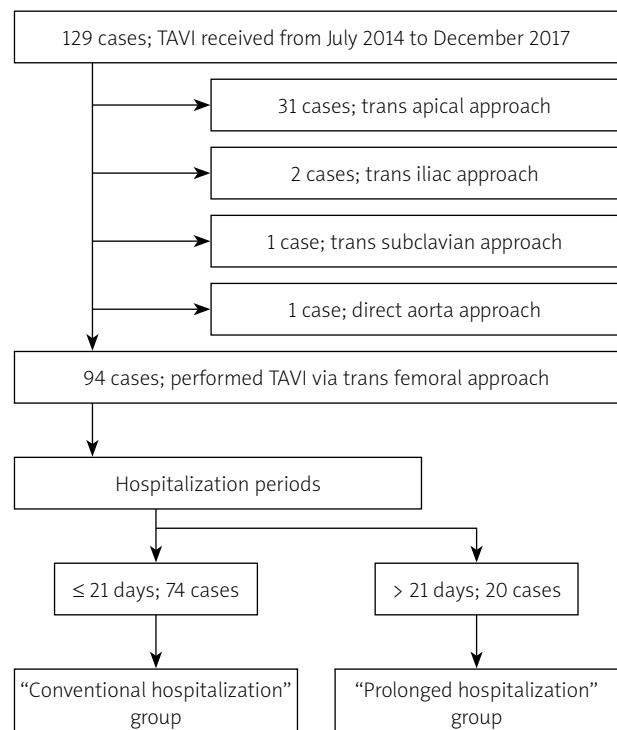 129 cases; TAVI received from July 2014 to December 2017
31 cases; trans apical approach
2 cases; trans iliac approach
1 case; trans subclavian approach
1 case; direct aorta approach
94 cases; performed TAVI via trans femoral approach
Hospitalization periods
≤ 21 days; 74 cases
> 21 days; 20 cases
“Conventional hospitalization”
group
“Prolonged hospitalization”
group